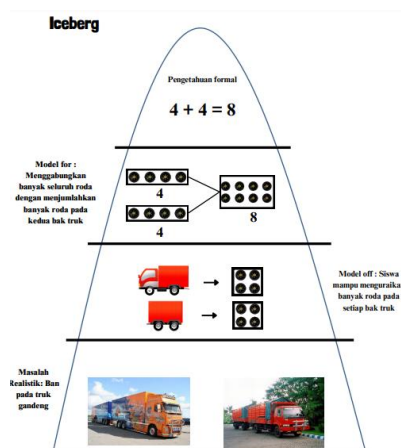 Iceberg
Pengetahuan formal
4 + 4 = 8
Model for :
Menggabungkan
banyak seluruh roda
dengan menjumlahkan
banyak roda pada
kedua bak truk
4
4
8
Model off : Siswa
mampu menguraika
banyak roda pada
setiap bak truk
Masalah
Realistik: Ban
pada truk
gandeng